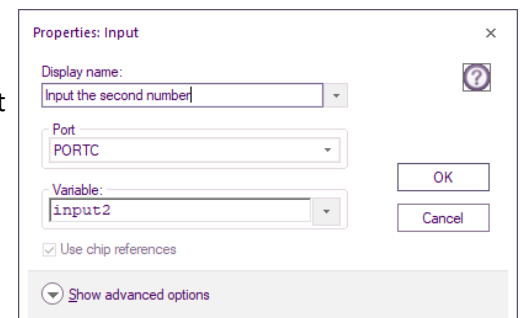 Properties: Input
Display name:
Input the second number
t
Port
PORTC
Variable:
input2
OK
Cancel
Use chip references
Show advanced options